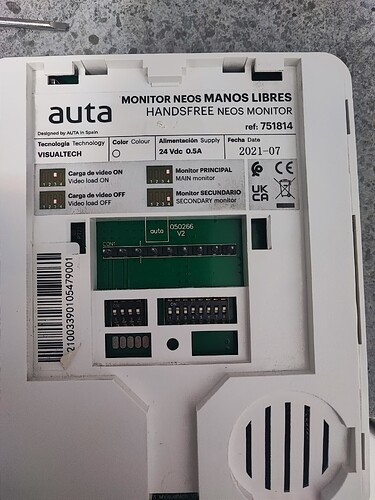 auta
Designed by AUTA in Spain
MONITOR NEOS MANOS LIBRES
HANDSFREE NEOS MONITOR
ref: 751814
Tecnología Technology
VISUALTECH
Color Colour
Alimentación Supply
24 Vdc 0.5A
Fecha Date
2021-07
Carga de video ON
Video load ON
Monitor PRINCIPAL
MAIN monitor
Carga de video OFF
Video load OFF
Monitor SECUNDARIO
SECONDARY monitor
UK
CA
CE
auta
050266
V2
CON1
21003390105479001